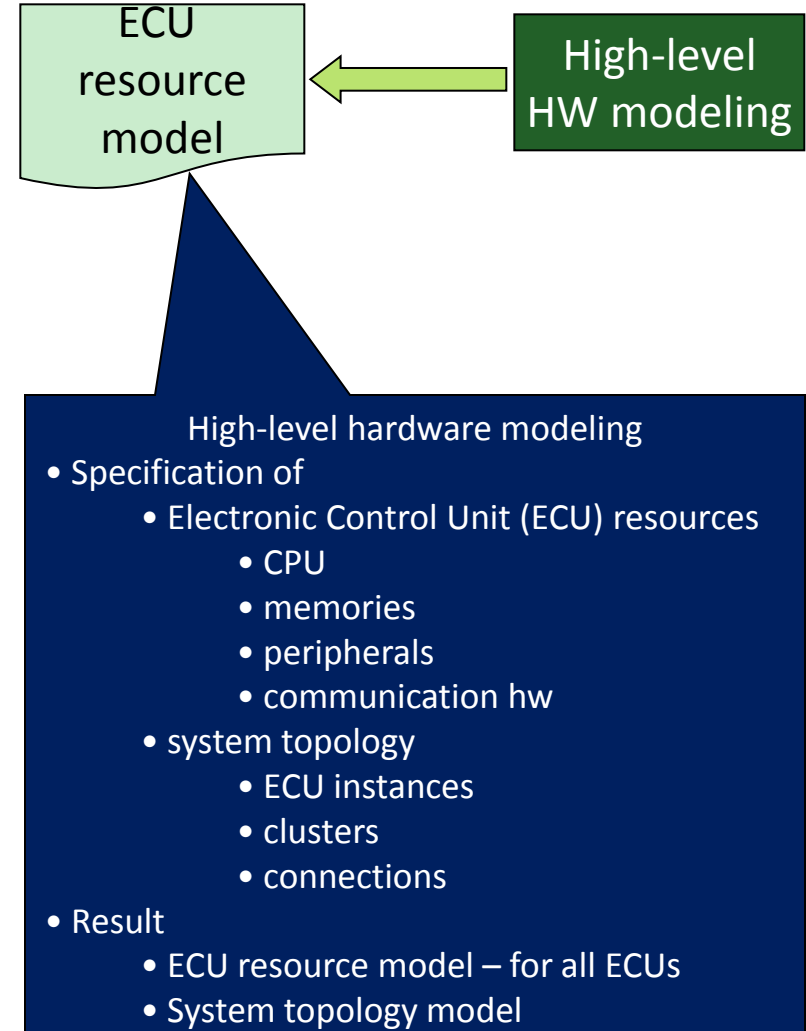 ECU
resource
model
High-level
HW modeling
High-level hardware modeling
• Specification of
• Electronic Control Unit (ECU) resources
• CPU
• memories
• peripherals
• communication hw
• system topology
• ECU instances
• clusters
• connections
• Result
• ECU resource model – for all ECUs
• System topology model